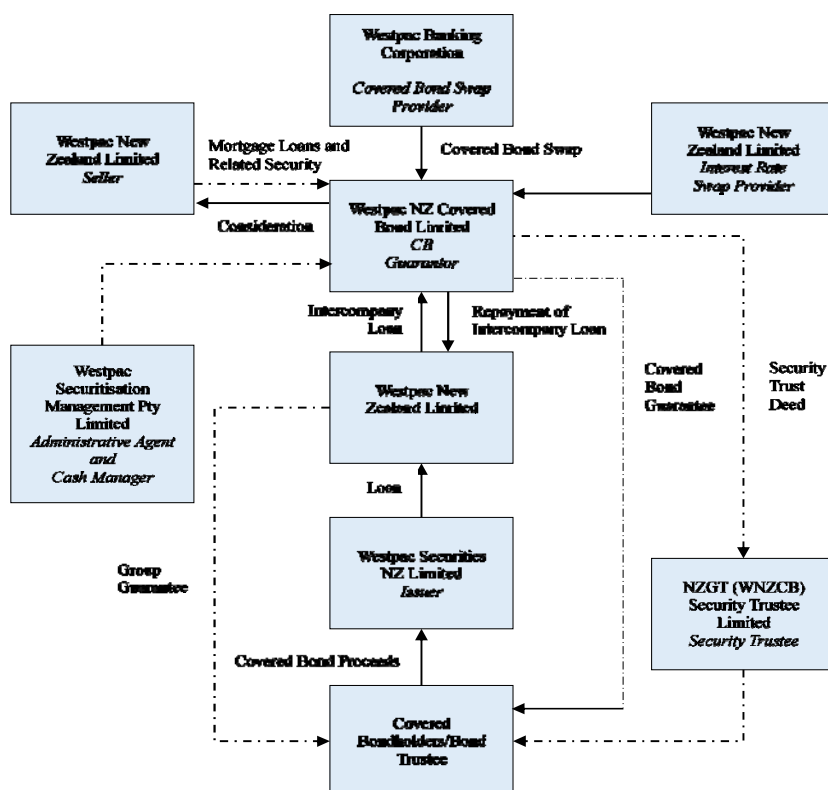 Westpac Banking
Corporation
Covered Bond Swap
Provider
Westpac New
Zealand Limited
Seller
Mortgage Loans and
Related Security
Covered Bond Swap
Westpac New
Zealand Limited
Interest Rate
Swap Provider
Consideration
Westpac NZ Covered
Bond Limited
CB
Guarantor
Intercompany
Loan
Repayment of
Intercompany Loan
Westpac
Securitisation
Management Pty
Limited
Administrative Agent
and
Cash Manager
Westpac New
Zealand Limited
Covered
Bond
Guarantee
Security
Trust
Deed
Loan
Group
Guarantee
Westpac Securities
NZ Limited
Issuer
NZGT (WNZCB)
Security Trustee
Limited
Security Trustee
Covered Bond Proceeds
Covered
Bondholders/Bond
Trustee